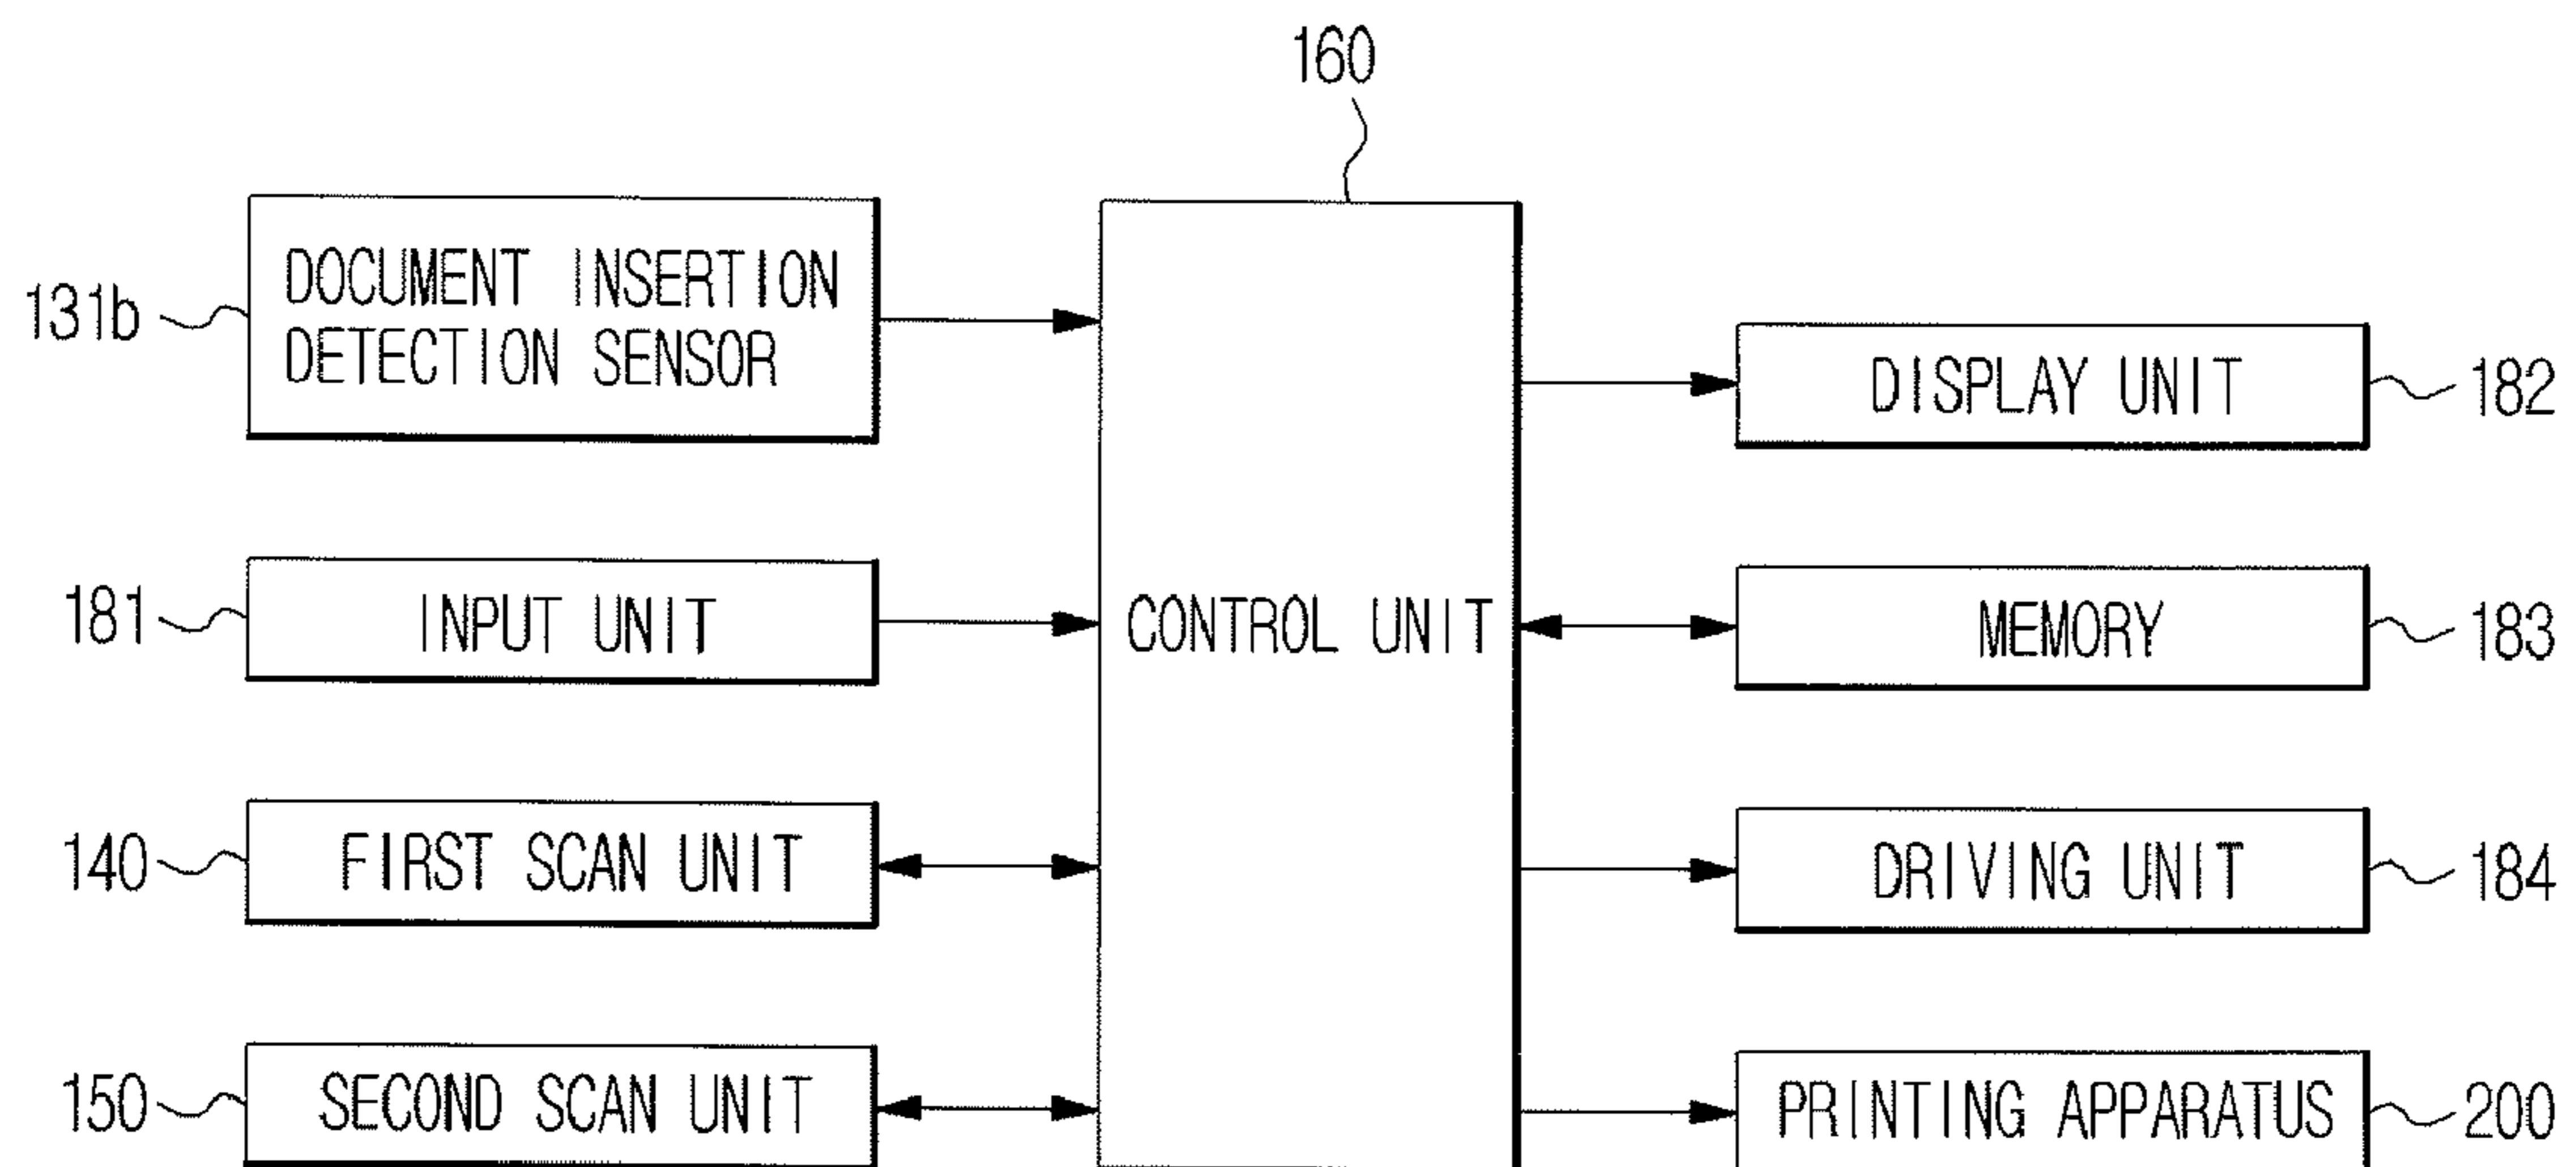 160
131b
DOCUMENT INSERTION
DETECTION SENSOR
DISPLAY UNIT
182
181
INPUT UNIT
CONTROL UNIT
MEMORY
183
140
FIRST SCAN UNIT
DRIVING UNIT
184
150
SECOND SCAN UNIT
PRINTING APPARATUS
200